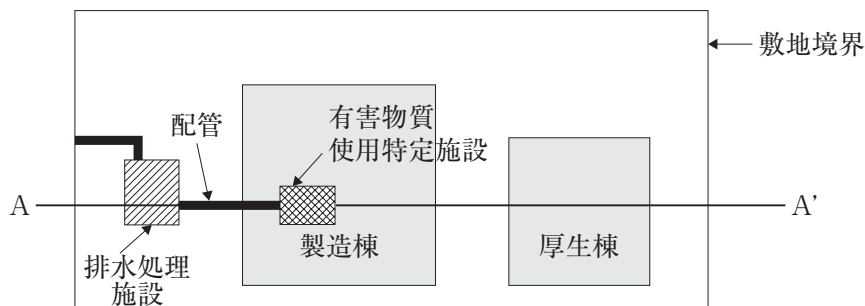 敷地境界
配管
有害物質
使用特定施設
A
A'
製造棟
厚生棟
排水処理
施設